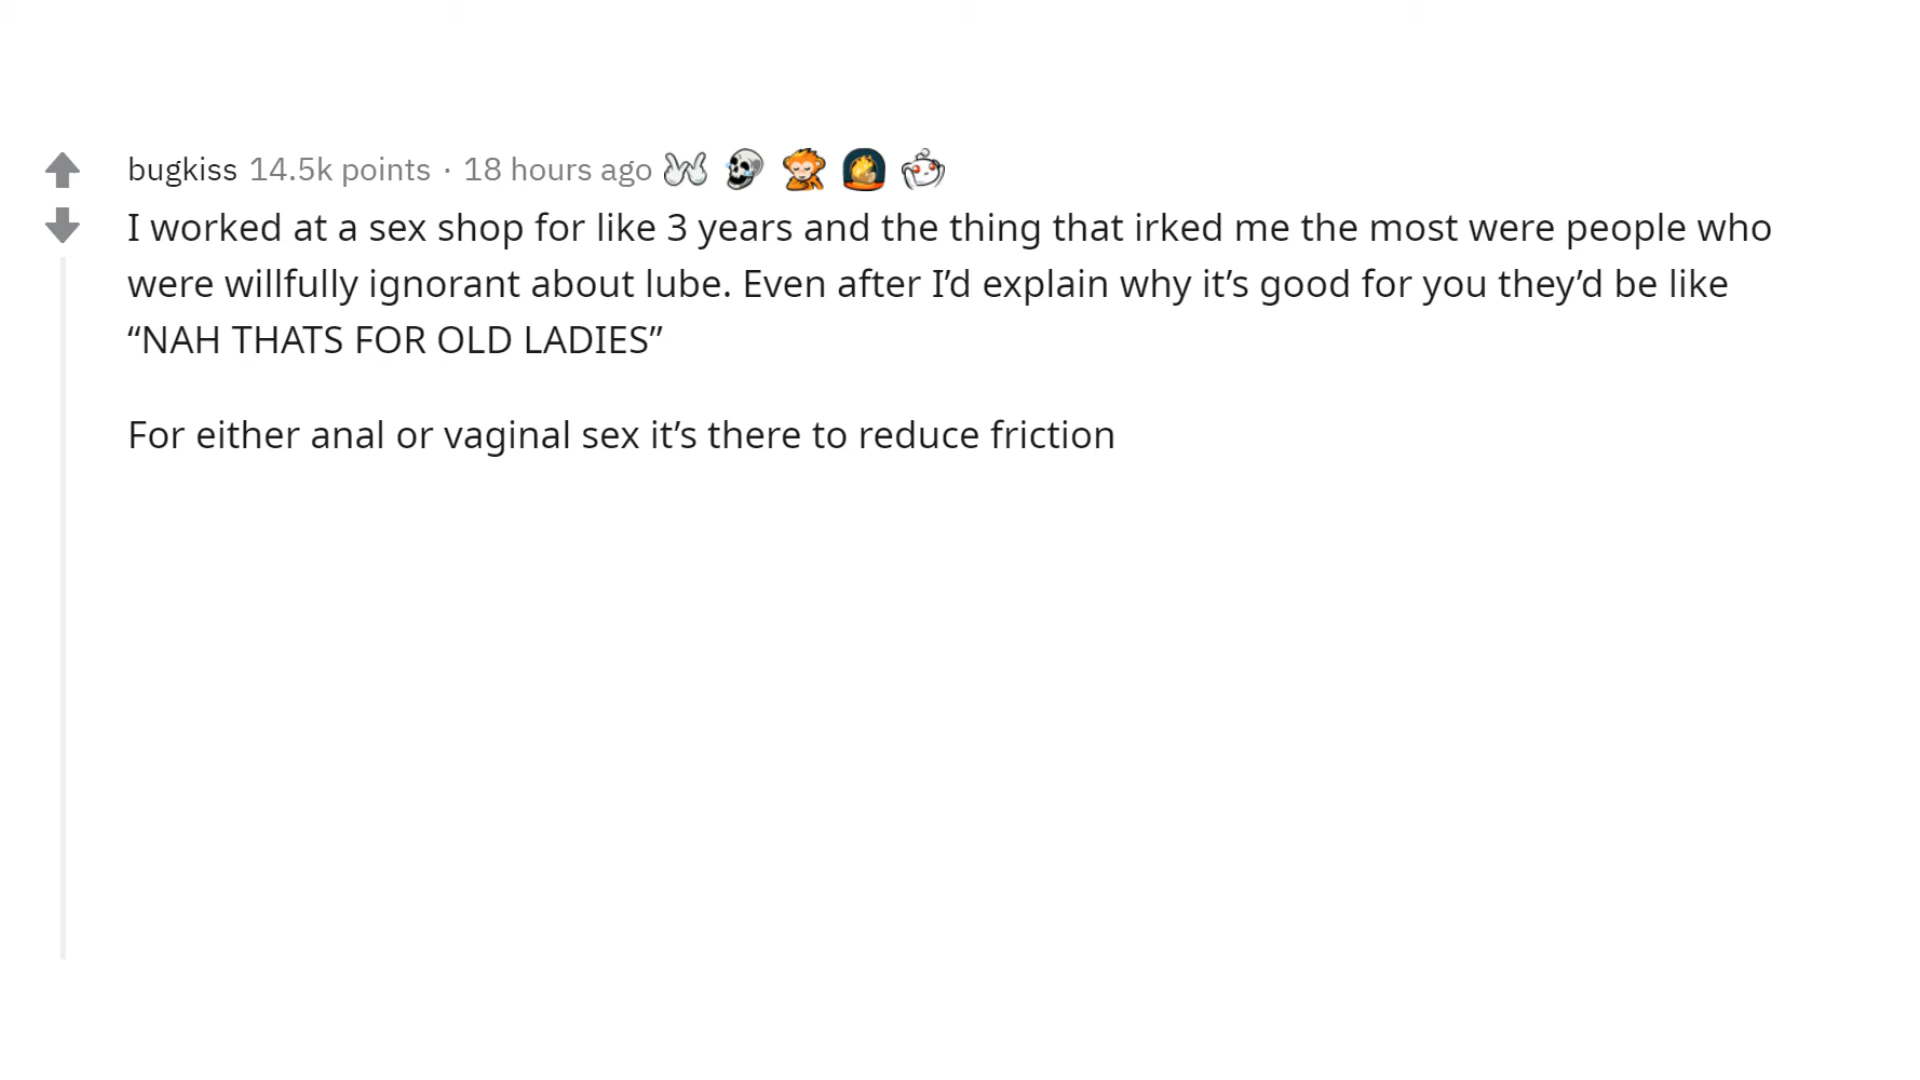 bugkiss 14.5k points · 18 hours ago
I worked at a sex shop for like 3 years and the thing that irked me the most were people who
were willfully ignorant about lube. Even after I’d explain why it’s good for you they’d be like
“NAH THATS FOR OLD LADIES”
For either anal or vaginal sex it’s there to reduce friction